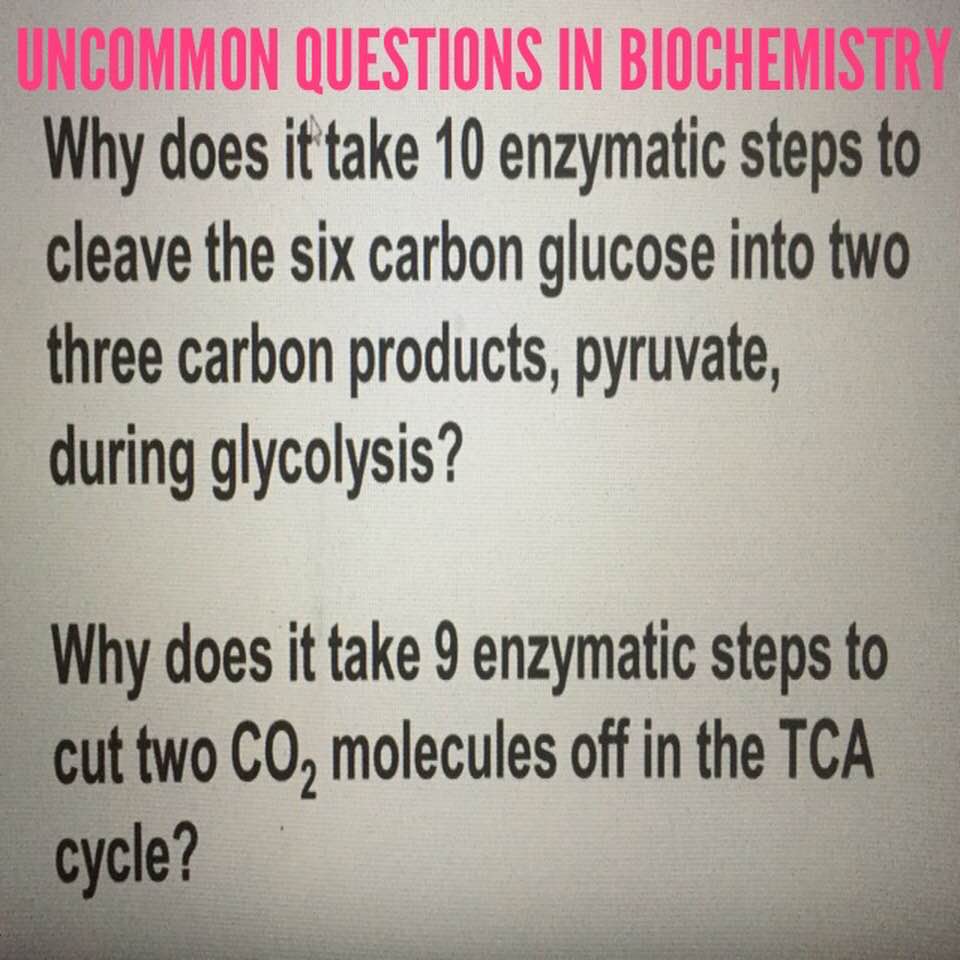 UNCOMMON QUESTIONS IN BIOCHEMISTRY
Why does it take 10 enzymatic steps to
cleave the six carbon glucose into two
three carbon products, pyruvate,
during glycolysis?
Why does it take 9 enzymatic steps to
cut two CO₂ molecules off in the TCA
cycle?